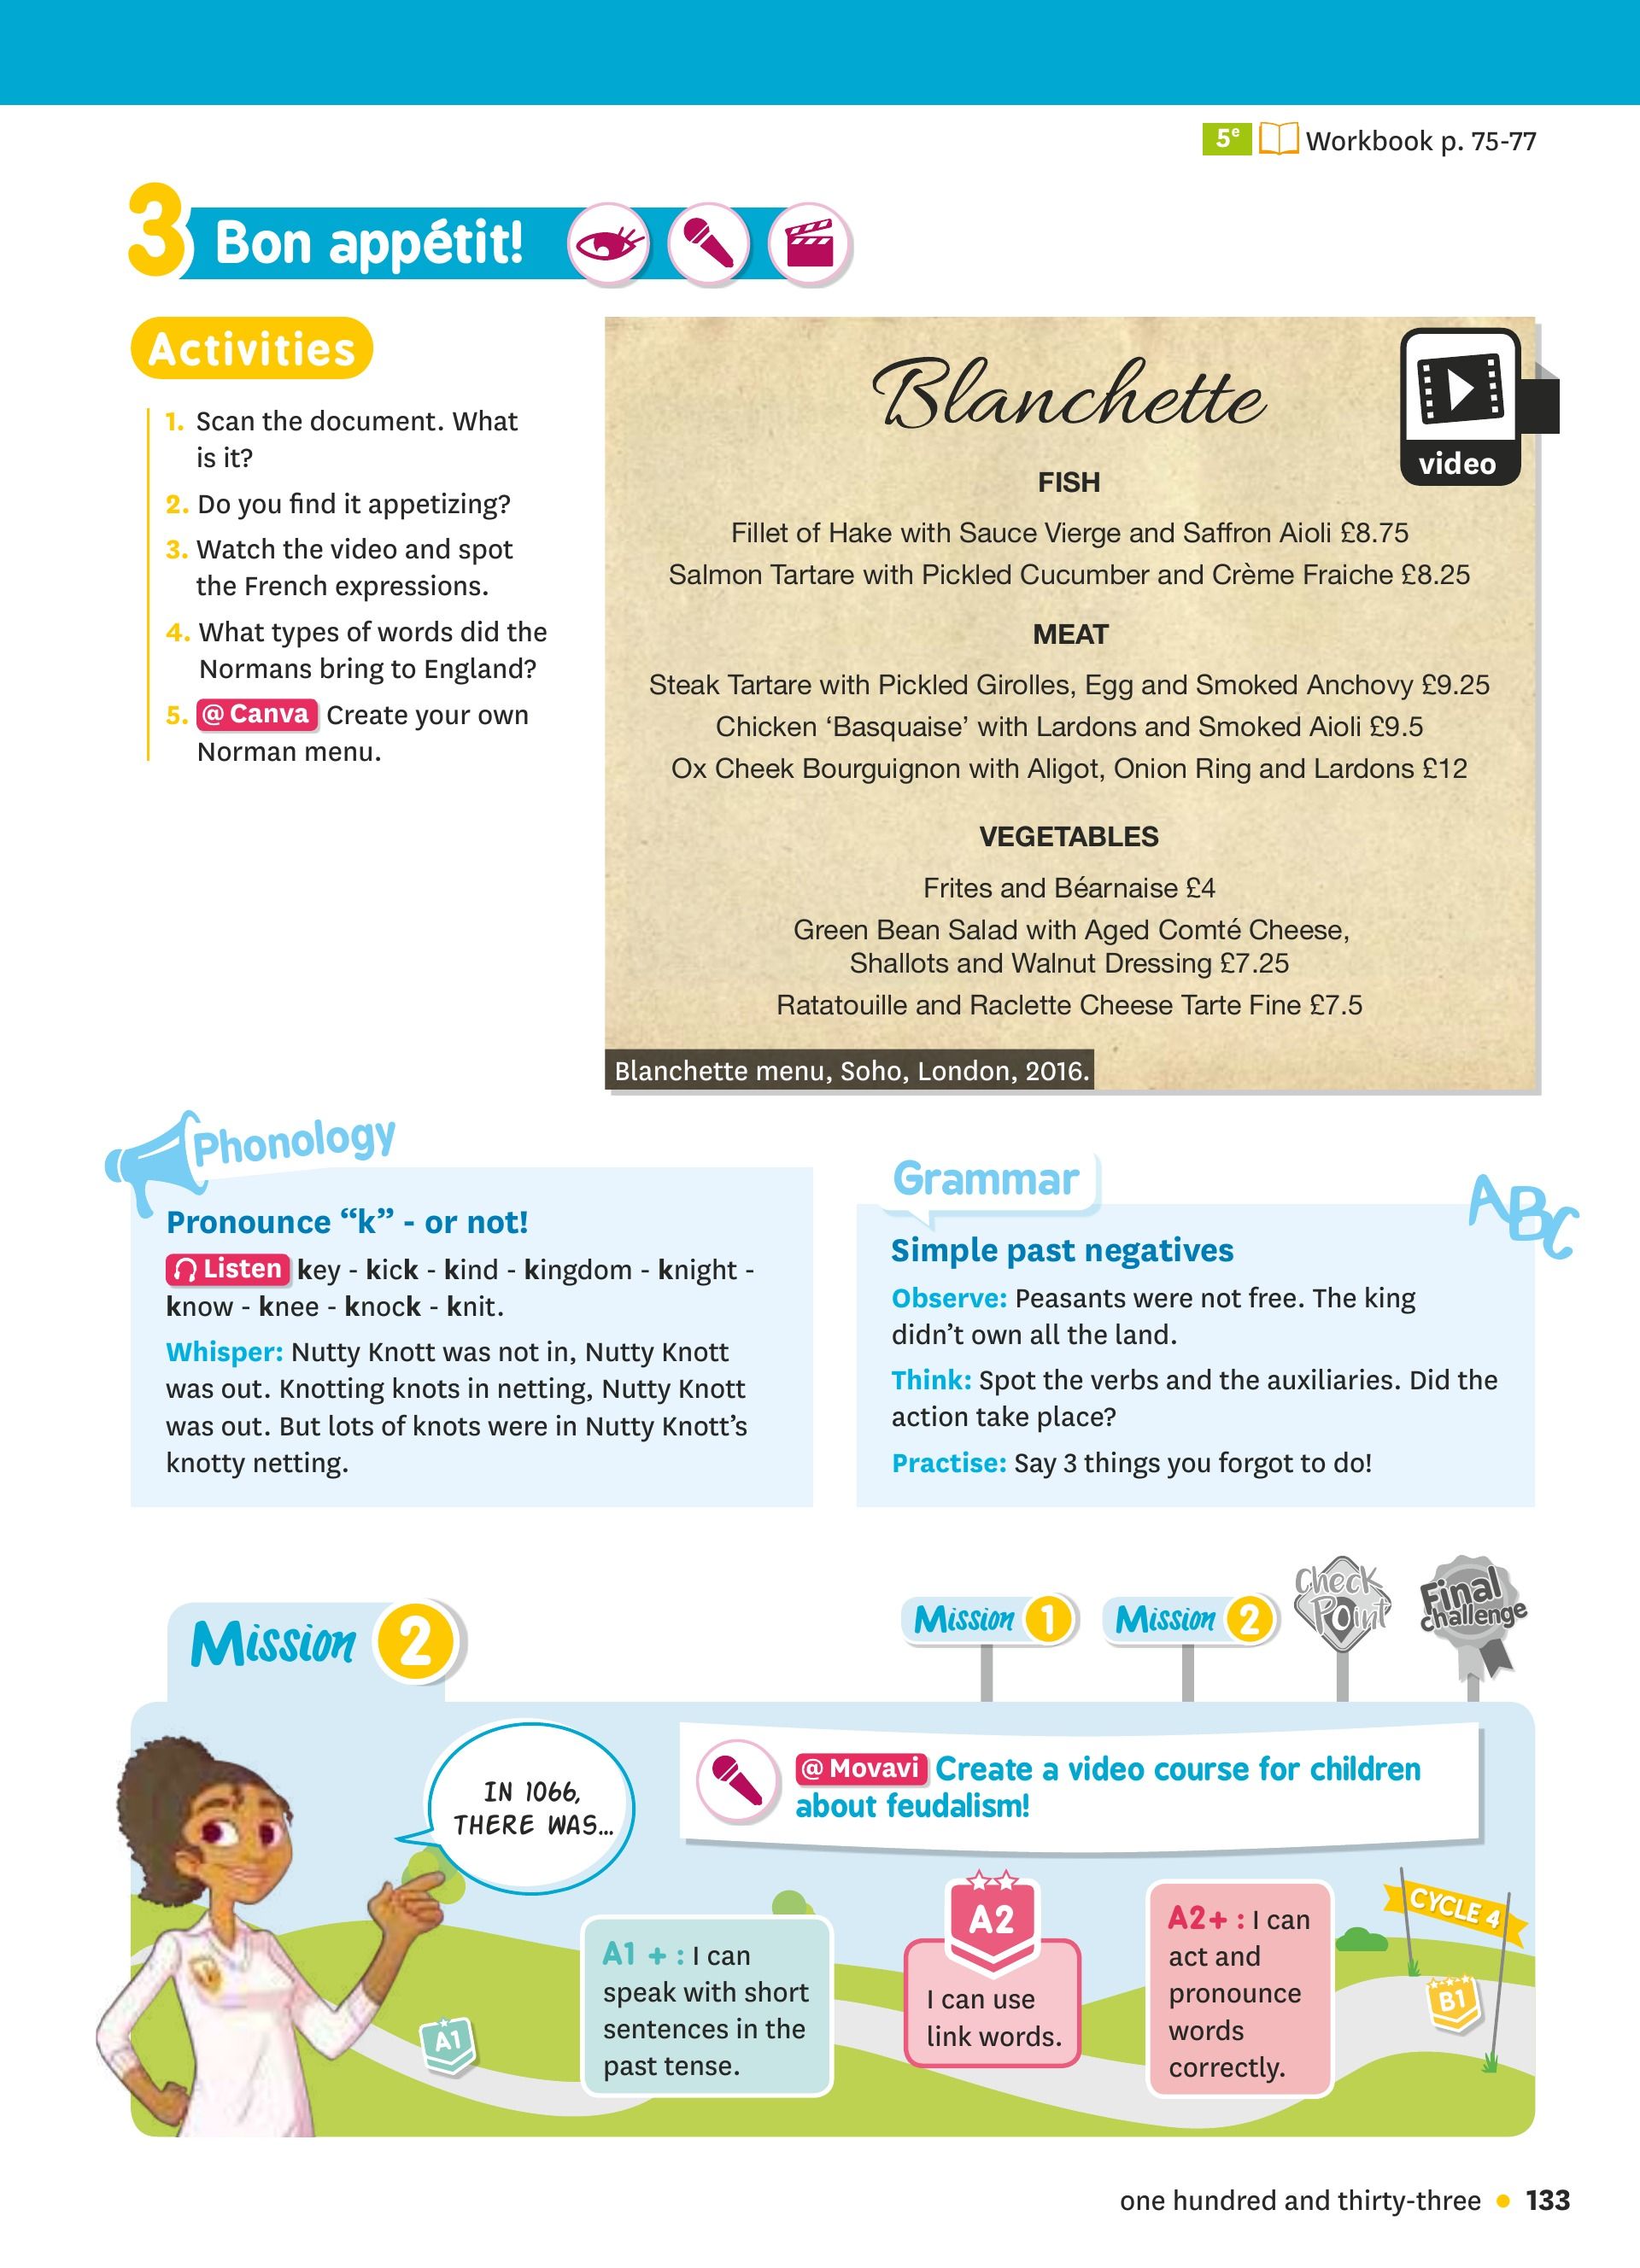 5e Workbook p. 75-77
3 Bon appétit!
Activities
1. Scan the document. What
is it?
2. Do you find it appetizing?
3. Watch the video and spot
the French expressions.
4. What types of words did the
Normans bring to England?
5. @ Canva Create your own
Norman menu.
Blanchette
video
FISH
Fillet of Hake with Sauce Vierge and Saffron Aioli £8.75
Salmon Tartare with Pickled Cucumber and Crème Fraiche £8.25
MEAT
Steak Tartare with Pickled Girolles, Egg and Smoked Anchovy £9.25
Chicken ‘Basquaise’ with Lardons and Smoked Aioli £9.5
Ox Cheek Bourguignon with Aligot, Onion Ring and Lardons £12
VEGETABLES
Frites and Béarnaise £4
Green Bean Salad with Aged Comté Cheese,
Shallots and Walnut Dressing £7.25
Ratatouille and Raclette Cheese Tarte Fine £7.5
Blanchette menu, Soho, London, 2016.
Phonology
Pronounce “k” - or not!
Listen key - kick - kind - kingdom - knight -
know - knee - knock - knit.
Whisper: Nutty Knott was not in, Nutty Knott
was out. Knotting knots in netting, Nutty Knott
was out. But lots of knots were in Nutty Knott’s
knotty netting.
Grammar
ABC
Simple past negatives
Observe: Peasants were not free. The king
didn’t own all the land.
Think: Spot the verbs and the auxiliaries. Did the
action take place?
Practise: Say 3 things you forgot to do!
Mission 2
Mission 1
Mission 2
Check Point
Final challenge
IN 1066,
THERE WAS...
@ Movavi Create a video course for children
about feudalism!
A1
A1 + : I can
speak with short
sentences in the
past tense.
A2
I can use
link words.
A2+ : I can
act and
pronounce
words
correctly.
CYCLE 4
B1
one hundred and thirty-three • 133